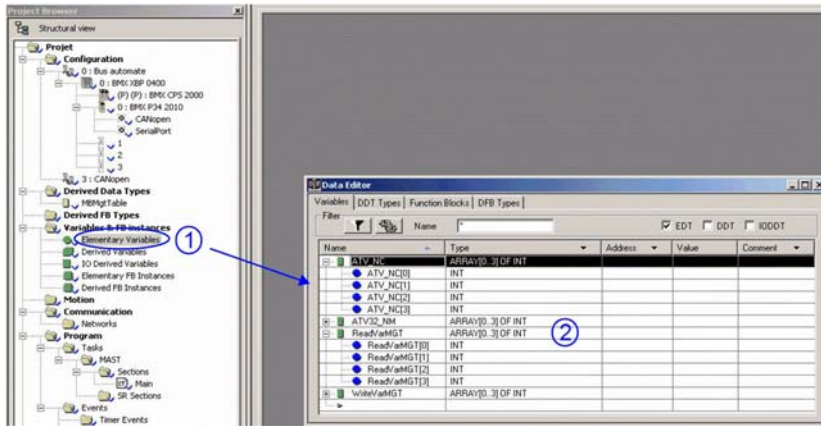 Project Browser
Structural view
Projet
Configuration
0 : Bus automate
0 : BMX XBP 0400
(P) (P) : BMX CPS 2000
0 : BMX P34 2010
CANopen
SerialPort
1
2
3
3 : CANopen
Derived Data Types
MBMgtTable
Derived FB Types
Variables & FB instances
Elementary Variables
1
Derived Variables
IO Derived Variables
Elementary FB Instances
Derived FB Instances
Motion
Communication
Networks
Program
Tasks
MAST
Sections
Main
SR Sections
Events
Timer Events
Data Editor
Variables DDT Types Function Blocks DFB Types
Filter
Name * EDT DDT IODDT
Name Type Address Value Comment
ATV_NC ARRAY[0..3] OF INT
ATV_NC[0] INT
ATV_NC[1] INT
ATV_NC[2] INT
ATV_NC[3] INT
ATV32_NM ARRAY[0..3] OF INT
2
ReadVarMGT ARRAY[0..3] OF INT
ReadVarMGT[0] INT
ReadVarMGT[1] INT
ReadVarMGT[2] INT
ReadVarMGT[3] INT
WriteVarMGT ARRAY[0..3] OF INT